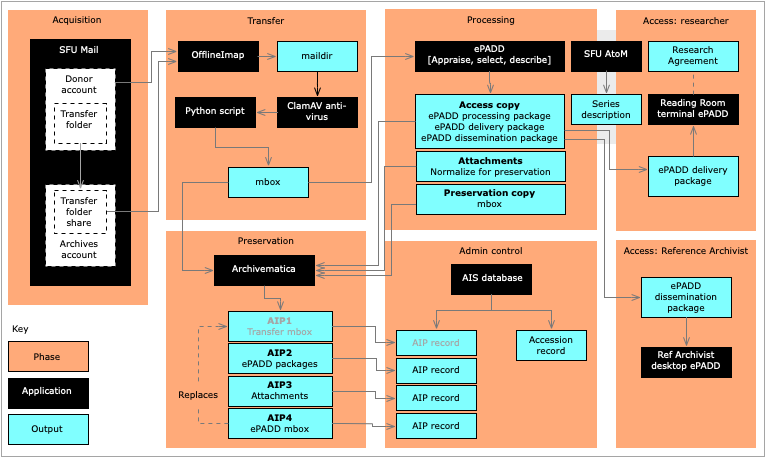 Acquisition
SFU Mail
Donor
account
Transfer
folder
Transfer
folder
share
Archives
account
Key
Phase
Application
Output
Transfer
OfflineImap
maildir
Python script
ClamAV anti-
virus
mbox
Preservation
Archivematica
AIP1
Transfer mbox
AIP2
ePADD packages
AIP3
Attachments
AIP4
ePADD mbox
Replaces
Processing
ePADD
[Appraise, select, describe]
SFU AtoM
Access copy
ePADD processing package
ePADD delivery package
ePADD dissemination package
Series
description
Attachments
Normalize for preservation
Preservation copy
mbox
Admin control
AIS database
AIP record
Accession
record
AIP record
AIP record
AIP record
Access: researcher
Research
Agreement
Reading Room
terminal ePADD
ePADD delivery
package
Access: Reference Archivist
ePADD
dissemination
package
Ref Archivist
desktop ePADD